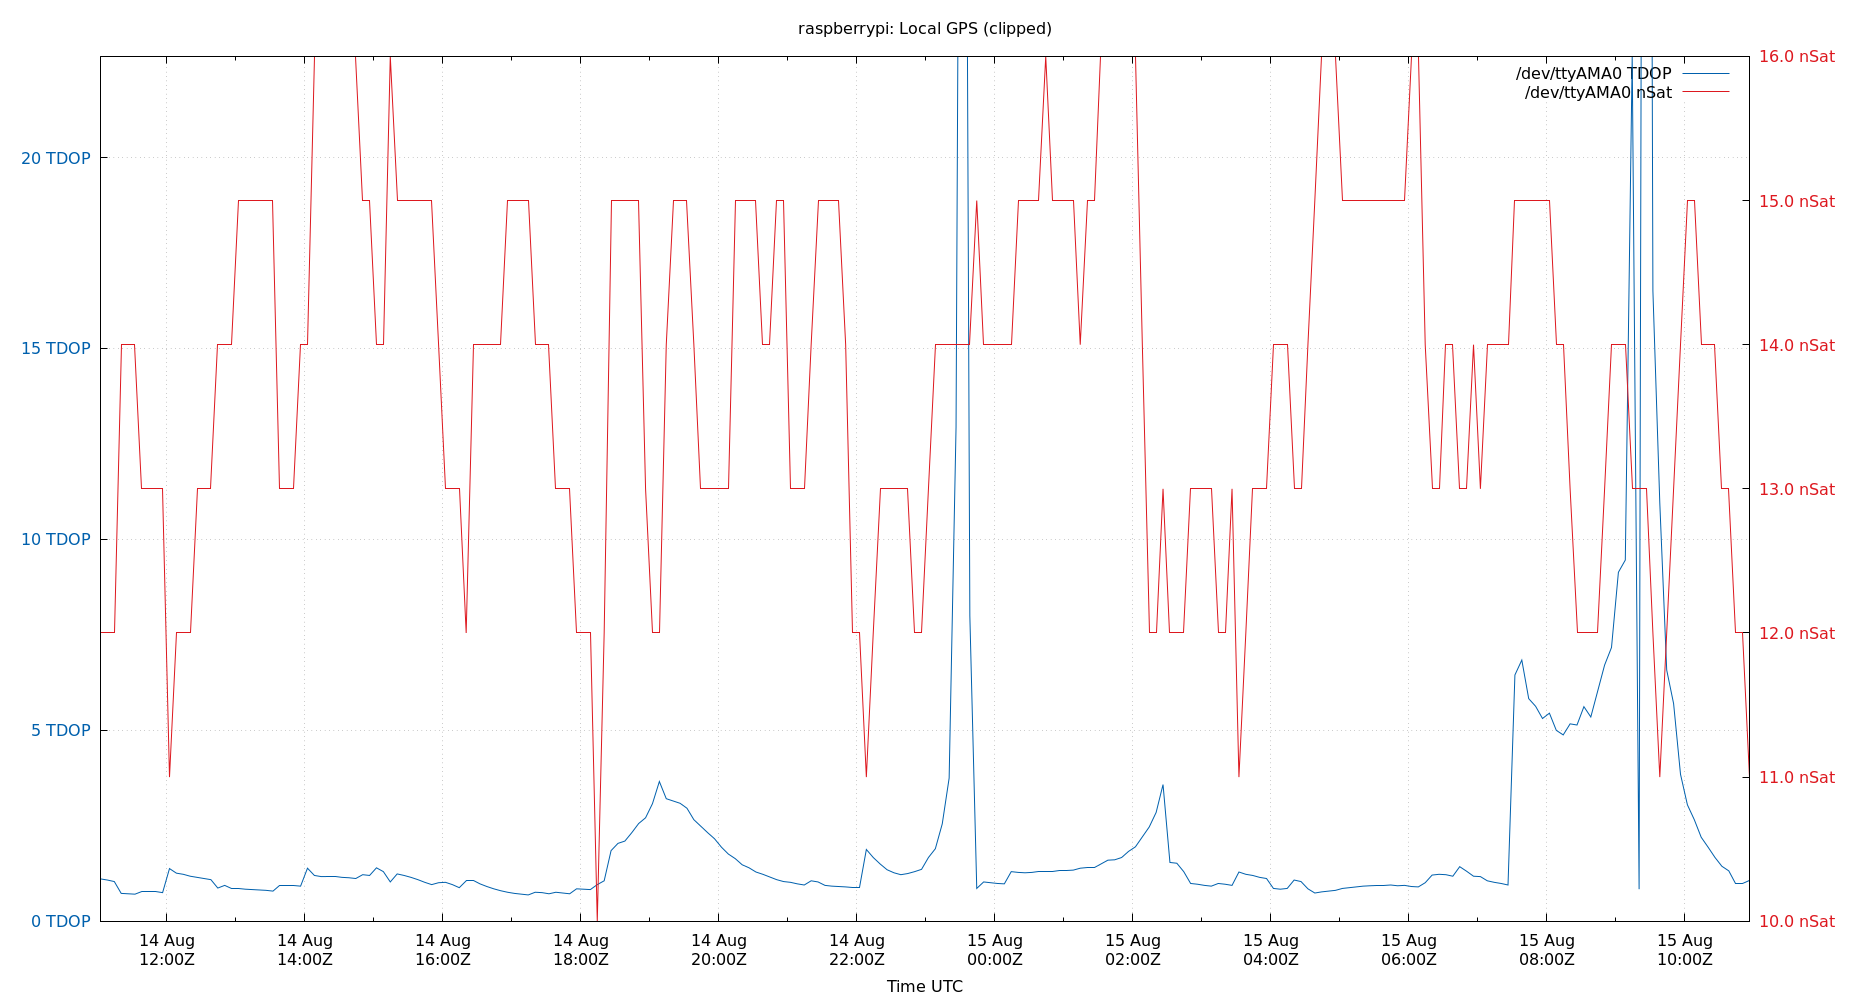 raspberrypi: Local GPS (clipped)
/dev/ttyAMA0 TDOP
/dev/ttyAMA0 nSat
20 TDOP
15 TDOP
10 TDOP
5 TDOP
0 TDOP
16.0 nSat
15.0 nSat
14.0 nSat
13.0 nSat
12.0 nSat
11.0 nSat
10.0 nSat
14 Aug 14 Aug 14 Aug 14 Aug 14 Aug 14 Aug 15 Aug 15 Aug 15 Aug 15 Aug 15 Aug 15 Aug
12:00Z 14:00Z 16:00Z 18:00Z 20:00Z 22:00Z 00:00Z 02:00Z 04:00Z 06:00Z 08:00Z 10:00Z
Time UTC